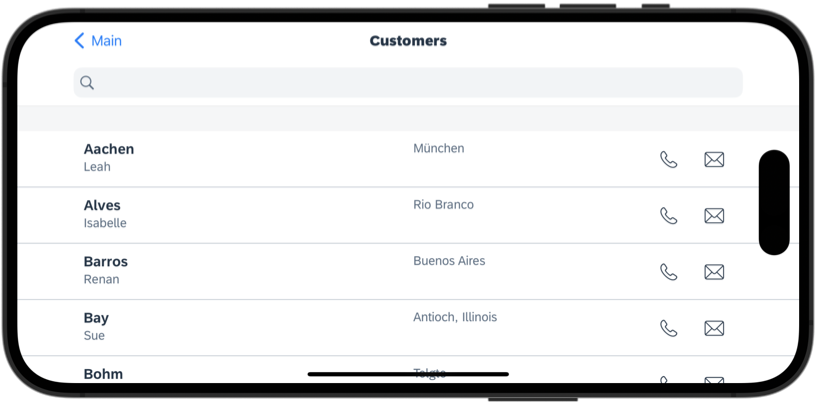 Main
Customers
Aachen
Leah
München
Alves
Isabelle
Rio Branco
Barros
Renan
Buenos Aires
Bay
Sue
Antioch, Illinois
Bohm
Telgte